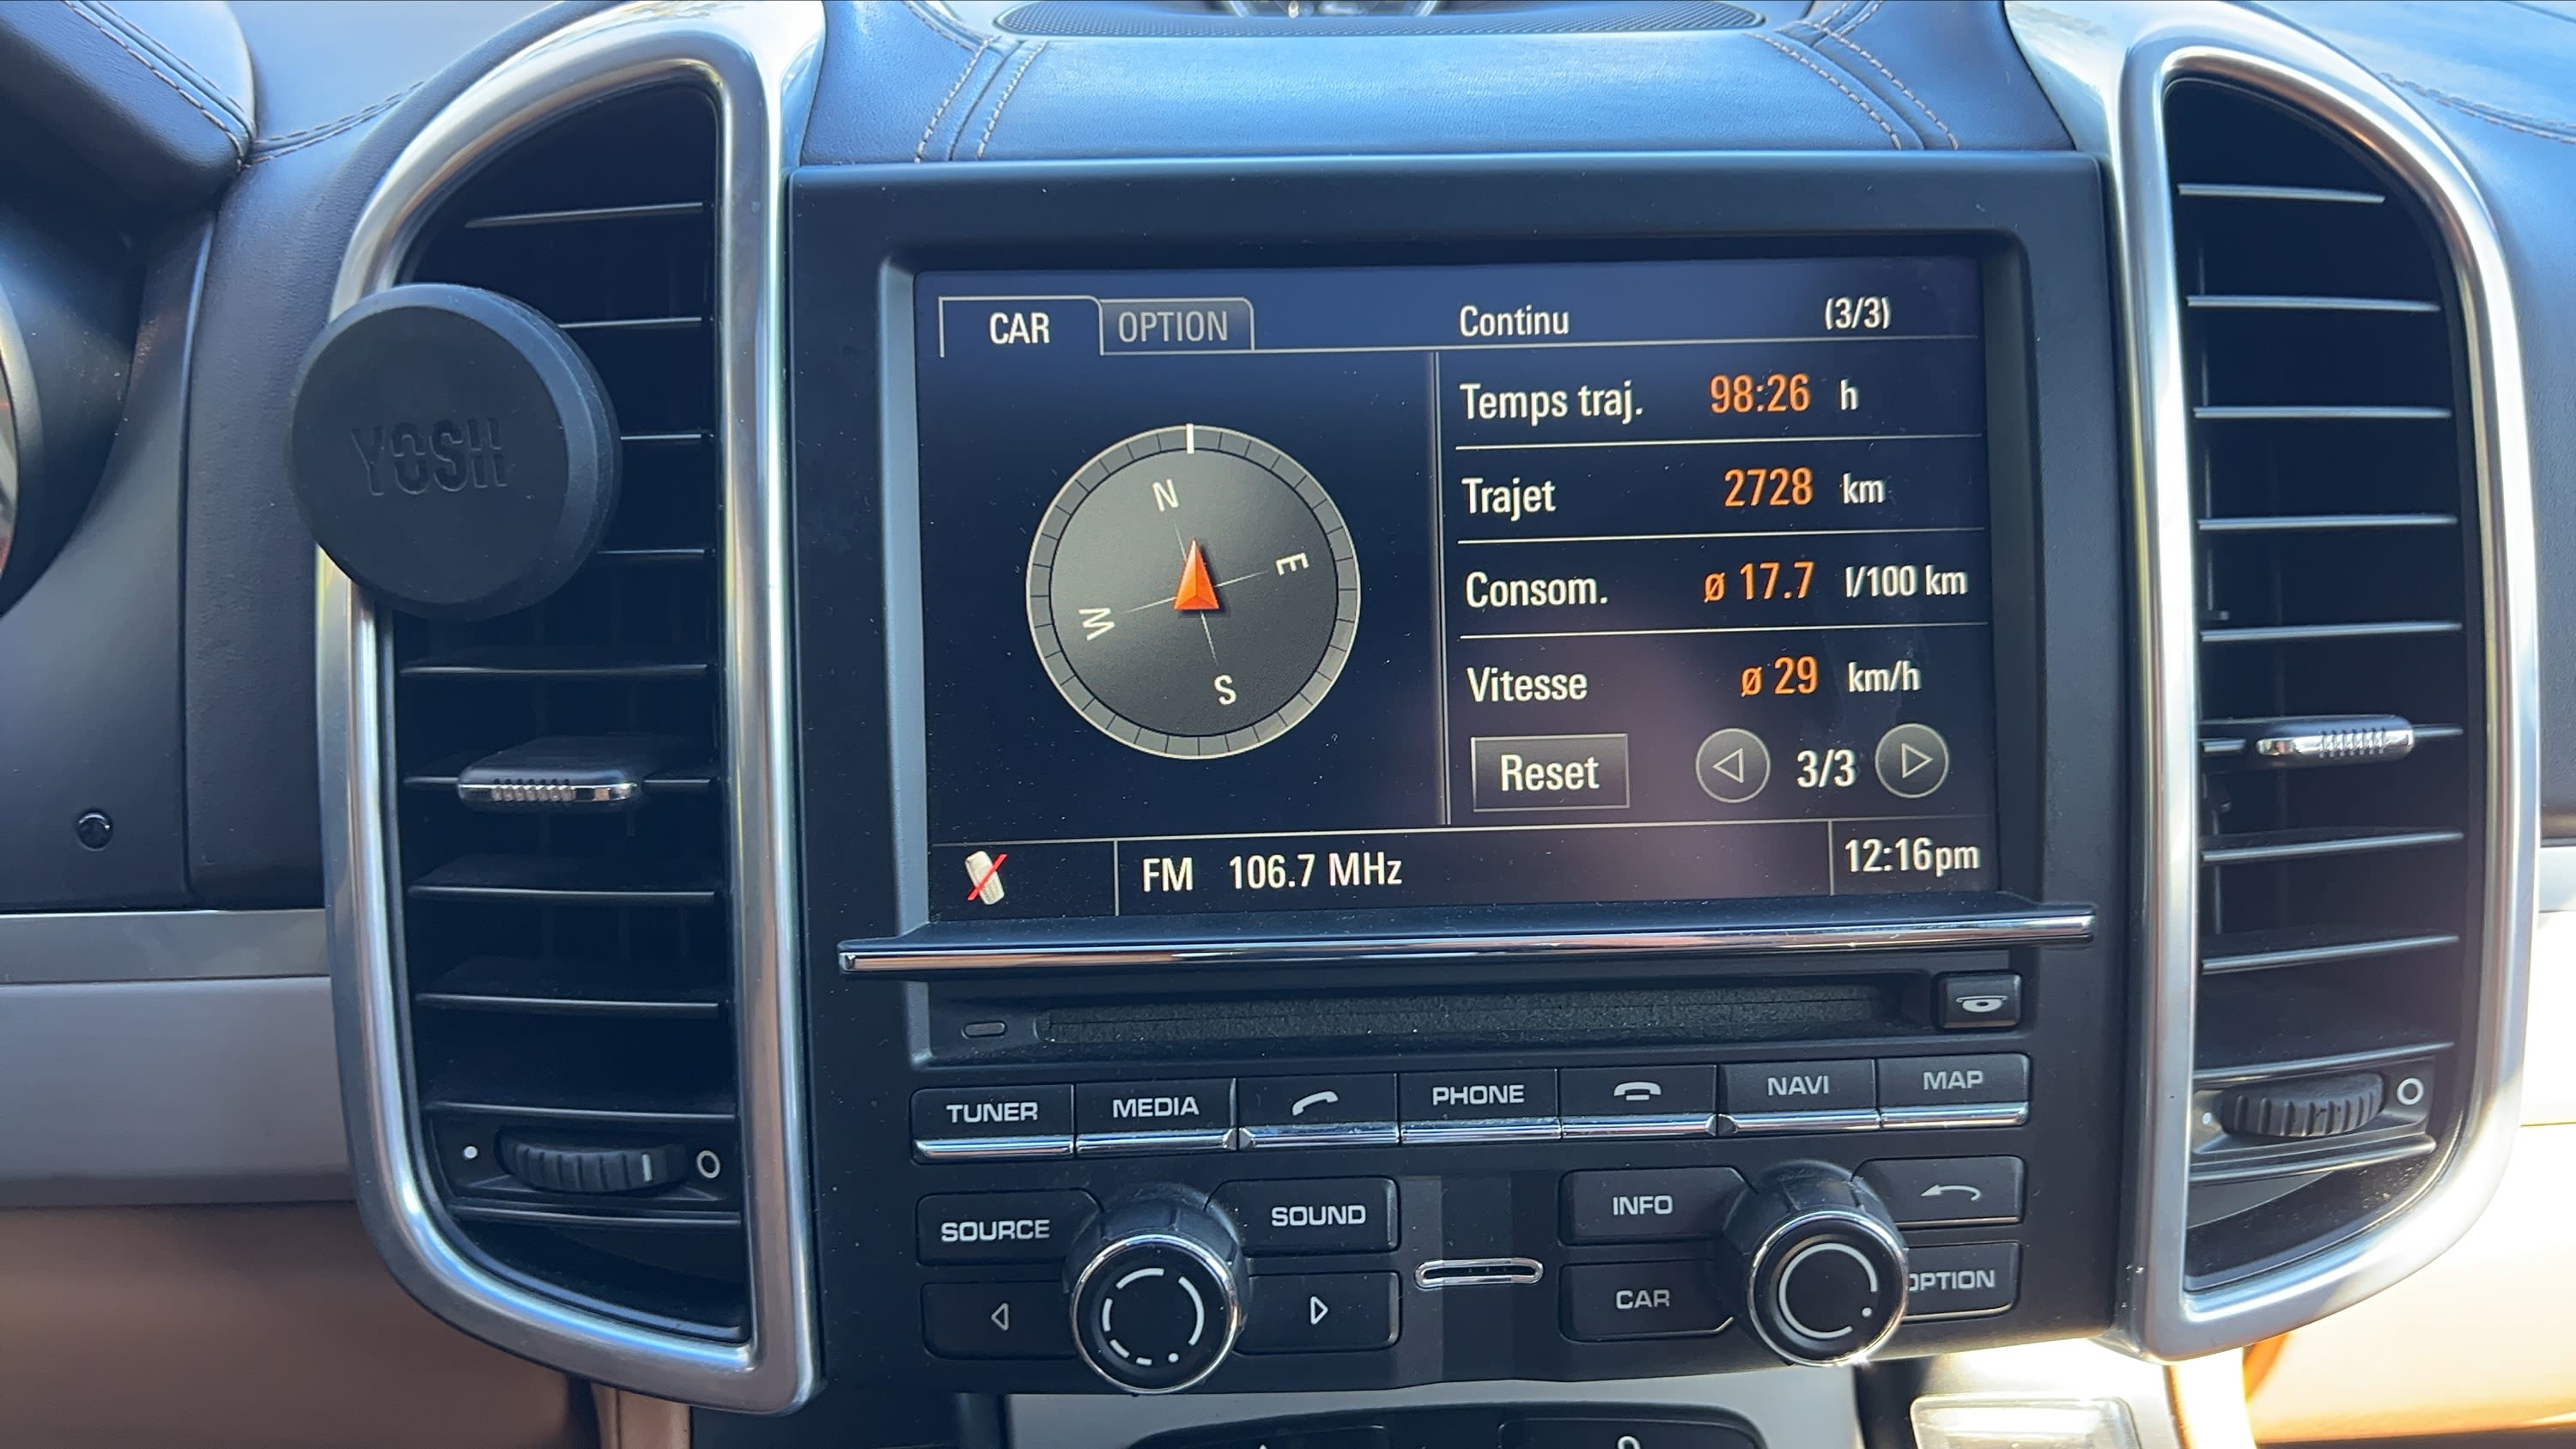 YOSH
CAR OPTION Continu (3/3)
Temps traj. 98:26 h
Trajet 2728 km
Consom. ø 17.7 l/100 km
Vitesse ø 29 km/h
Reset 3/3
N
E
W
S
FM 106.7 MHz 12:16pm
TUNER MEDIA PHONE NAVI MAP
SOURCE SOUND INFO
CAR OPTION